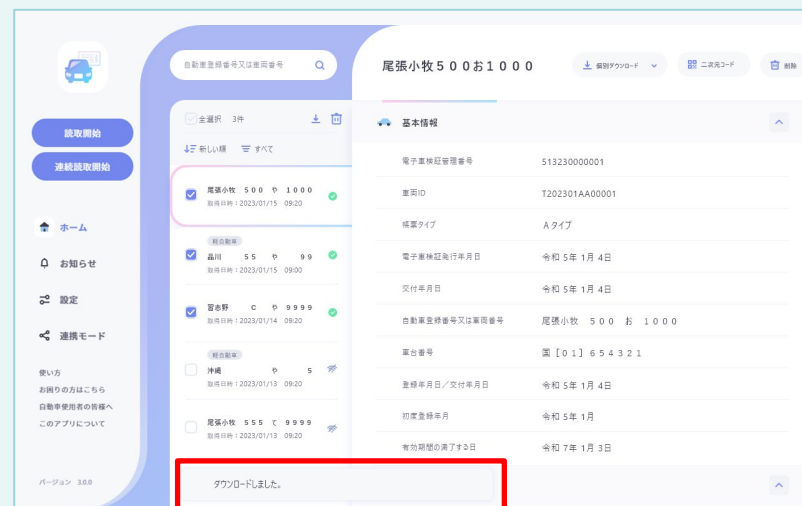 読取開始
連続読取開始
ホーム
お知らせ
設定
連携モード
使い方
お困りの方はこちら
自動車使用者の皆様へ
このアプリについて
バージョン 3.0.0
自動車登録番号又は車両番号
全選択 3件
新しい順 すべて
尾張小牧 500 や 1000
取得日時:2023/01/15 09:20
軽自動車
品川 55 や 99
取得日時:2023/01/15 09:00
習志野 C や 9999
取得日時:2023/01/14 09:20
軽自動車
沖縄 や 5
取得日時:2023/01/13 09:20
尾張小牧 555 て 9999
取得日時:2023/01/13 09:20
ダウンロードしました。
尾張小牧500お1000
個別ダウンロード
二次元コード
削除
基本情報
電子車検証管理番号 513230000001
車両ID T202301AA00001
帳票タイプ Aタイプ
電子車検証発行年月日 令和 5年 1月 4日
交付年月日 令和 5年 1月 4日
自動車登録番号又は車両番号 尾張小牧 500 お 1000
車台番号 国[01]654321
登録年月日/交付年月日 令和 5年 1月 4日
初度登録年月 令和 5年 1月
有効期間の満了する日 令和 7年 1月 3日